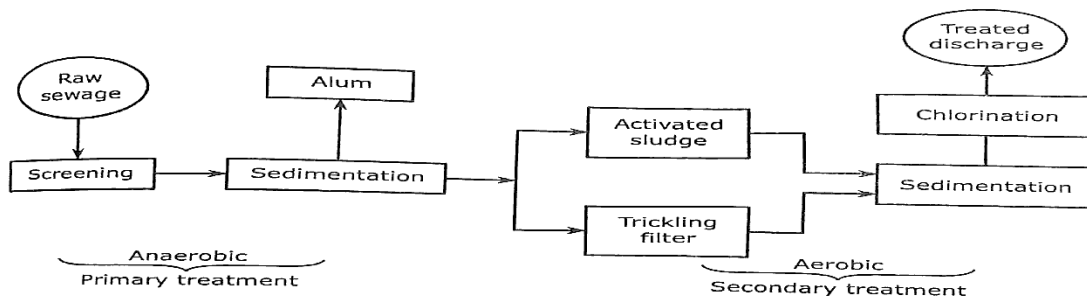 Raw
sewage
Screening
Alum
Sedimentation
Activated
sludge
Trickling
filter
Treated
discharge
Chlorination
Sedimentation
Anaerobic
Primary treatment
Aerobic
Secondary treatment